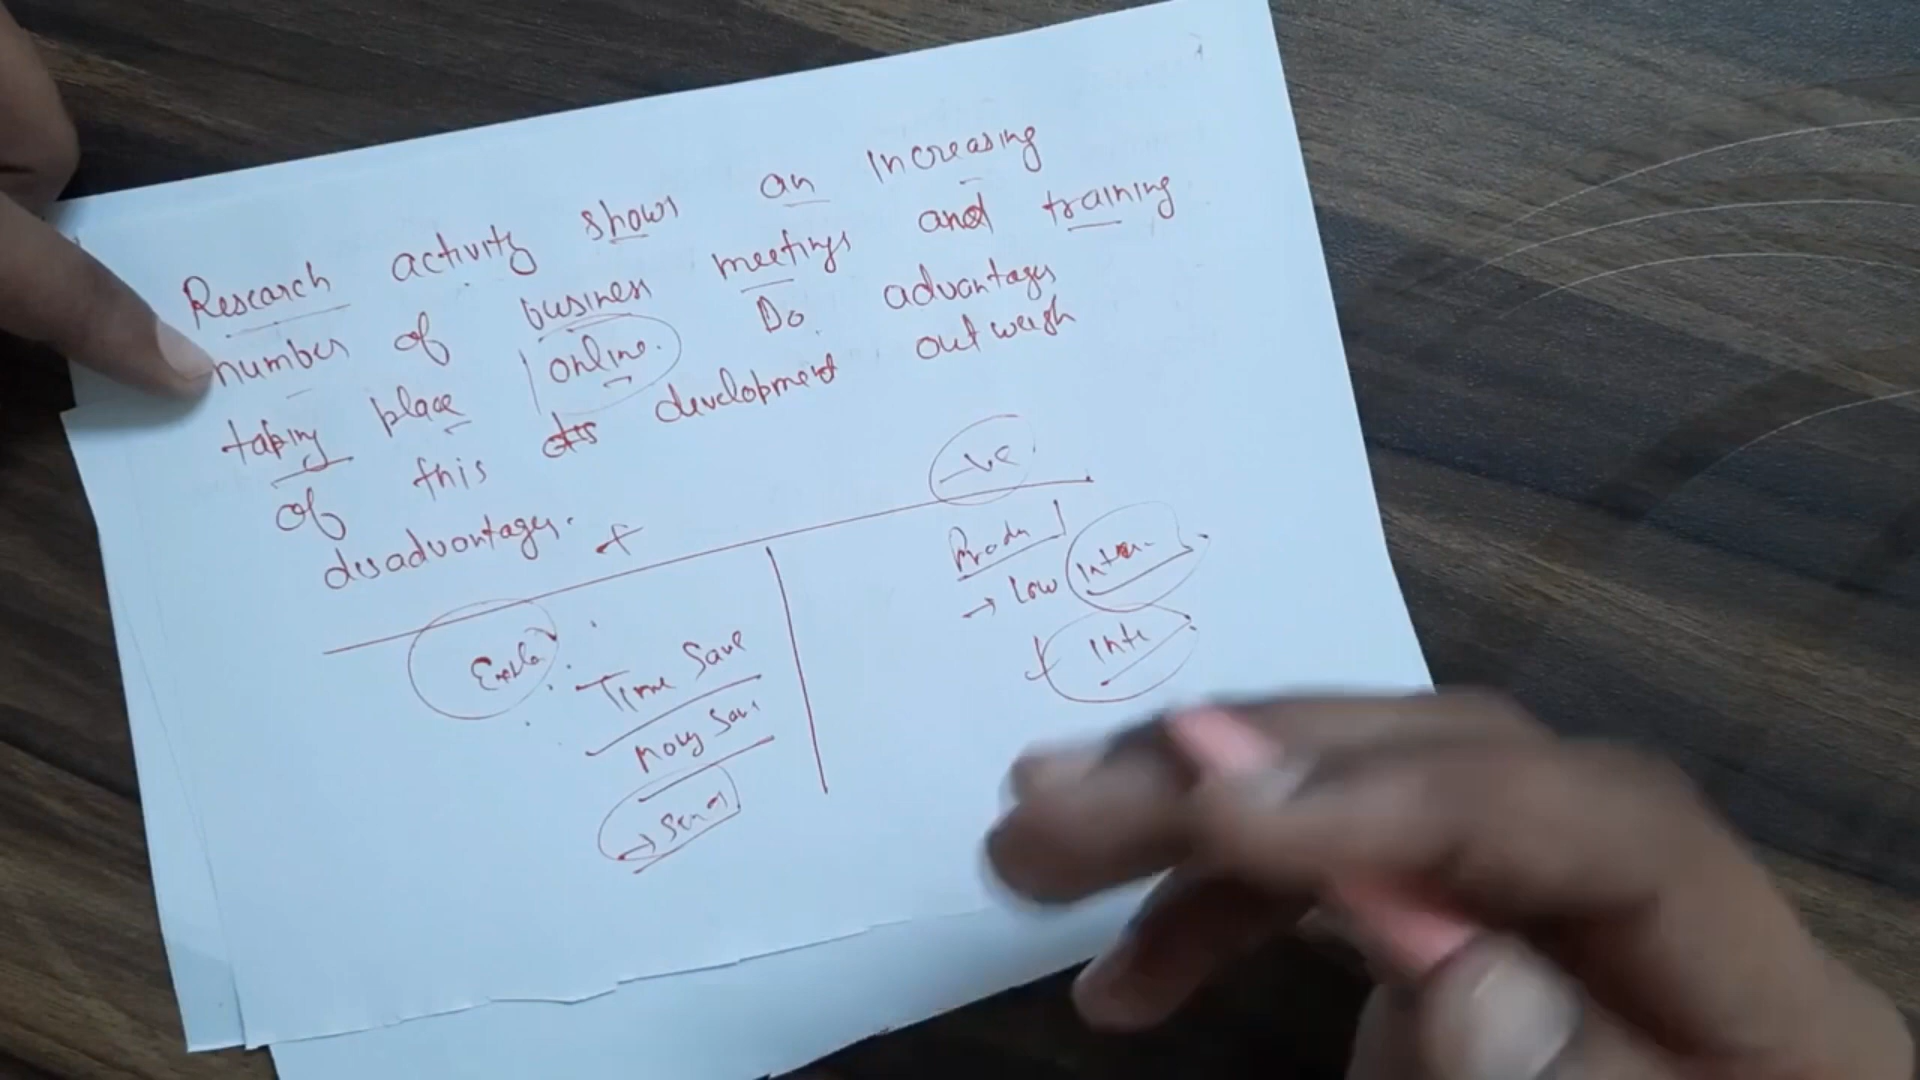 Research activity shows an increasing
number of business meetings and training
taking place online. Do advantages
of this development outweigh
disadvantages.
+
-ve
Time Save
Low
Inte